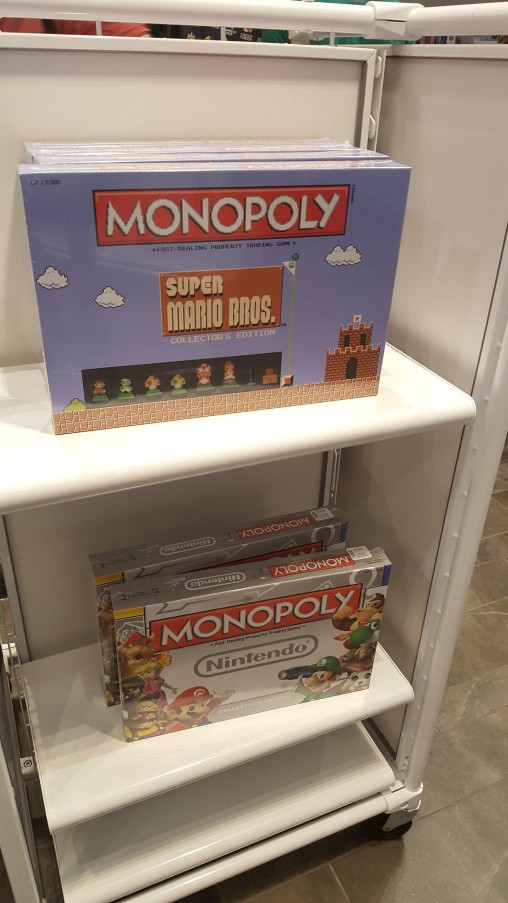 MONOPOLY
FAST-DEALING PROPERTY TRADING GAME
SUPER
MARIO BROS.
COLLECTOR'S EDITION
Nintendo
MONOPOLY
Nintendo
MONOPOLY
MONOPOLY
Fast-Dealing Property Trading Game
Nintendo
COLLECTOR'S